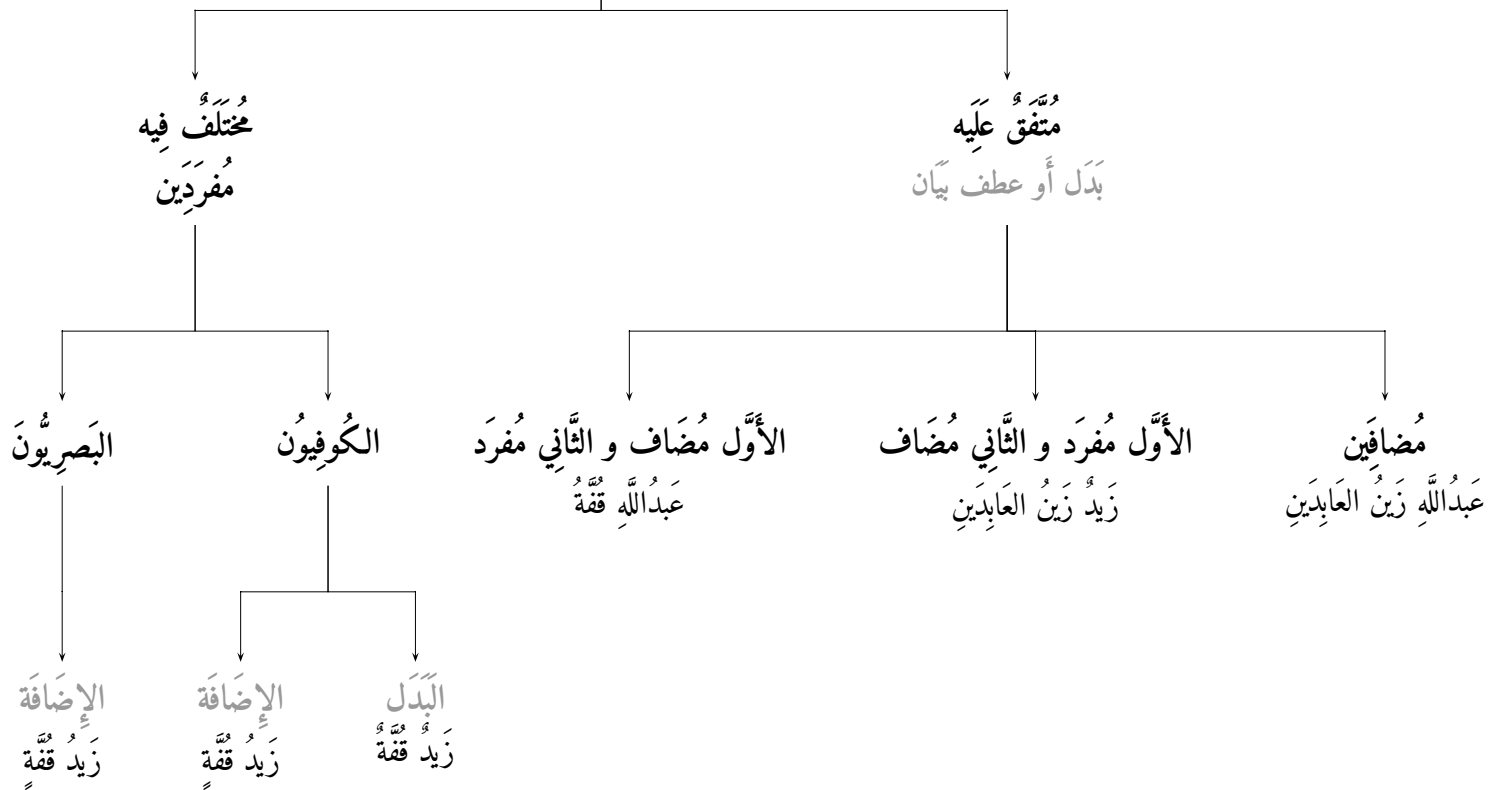 مُتَّفَقٌ عَلَيه
بَدَل أَو عطف بَيَان
مُختَلَفٌ فِيه
مُفرَدَين
مُضافَين
عَبدُاللَّهِ زَينُ العَابِدَينِ
الأَوَّل مُفرَد و الثَّانِي مُضَاف
زَيدٌ زَينُ العَابِدَينِ
الأَوَّل مُضَاف و الثَّانِي مُفرَد
عَبدُاللَّهِ قُفَّةُ
الكُوفِيوُن
البَصرِيُّونَ
البَدَل
زَيدٌ قُفَّةٌ
الإِضَافَة
زَيدُ قُفَّةٍ
الإِضَافَة
زَيدُ قُفَّةٍ